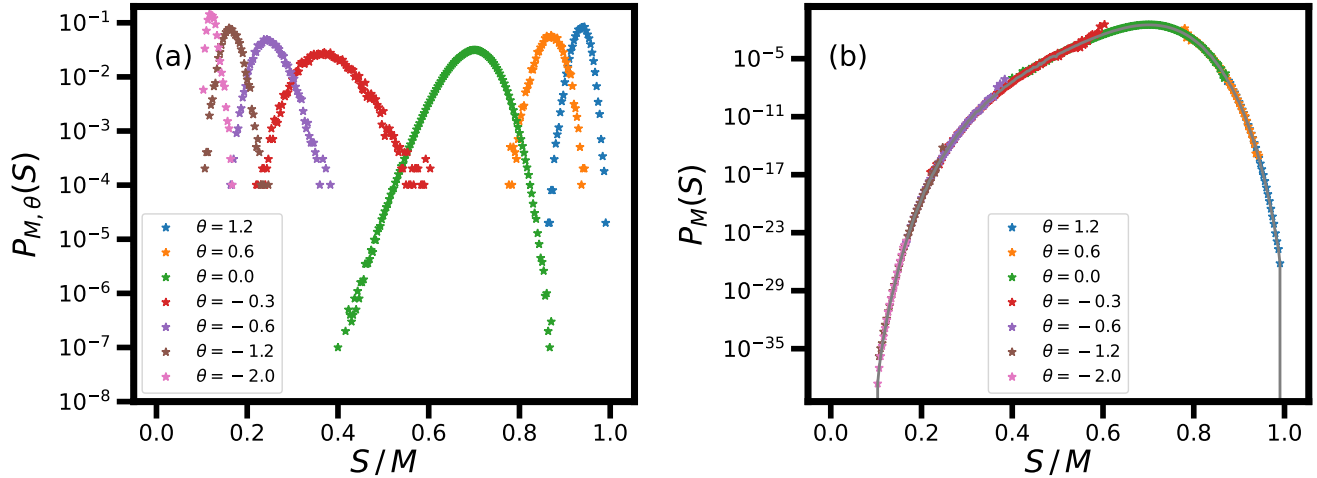 (a)
P_{M,θ}(S)
10^{-1}
10^{-2}
10^{-3}
10^{-4}
10^{-5}
10^{-6}
10^{-7}
10^{-8}
θ = 1.2
θ = 0.6
θ = 0.0
θ = −0.3
θ = −0.6
θ = −1.2
θ = −2.0
0.0 0.2 0.4 0.6 0.8 1.0
S / M
(b)
P_M(S)
10^{-5}
10^{-11}
10^{-17}
10^{-23}
10^{-29}
10^{-35}
θ = 1.2
θ = 0.6
θ = 0.0
θ = −0.3
θ = −0.6
θ = −1.2
θ = −2.0
0.0 0.2 0.4 0.6 0.8 1.0
S / M